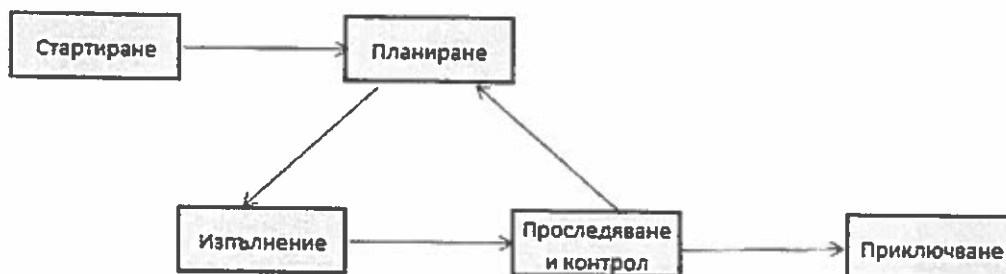 Стартиране
Планиране
Изпълнение
Проследяване
и контрол
Приключване